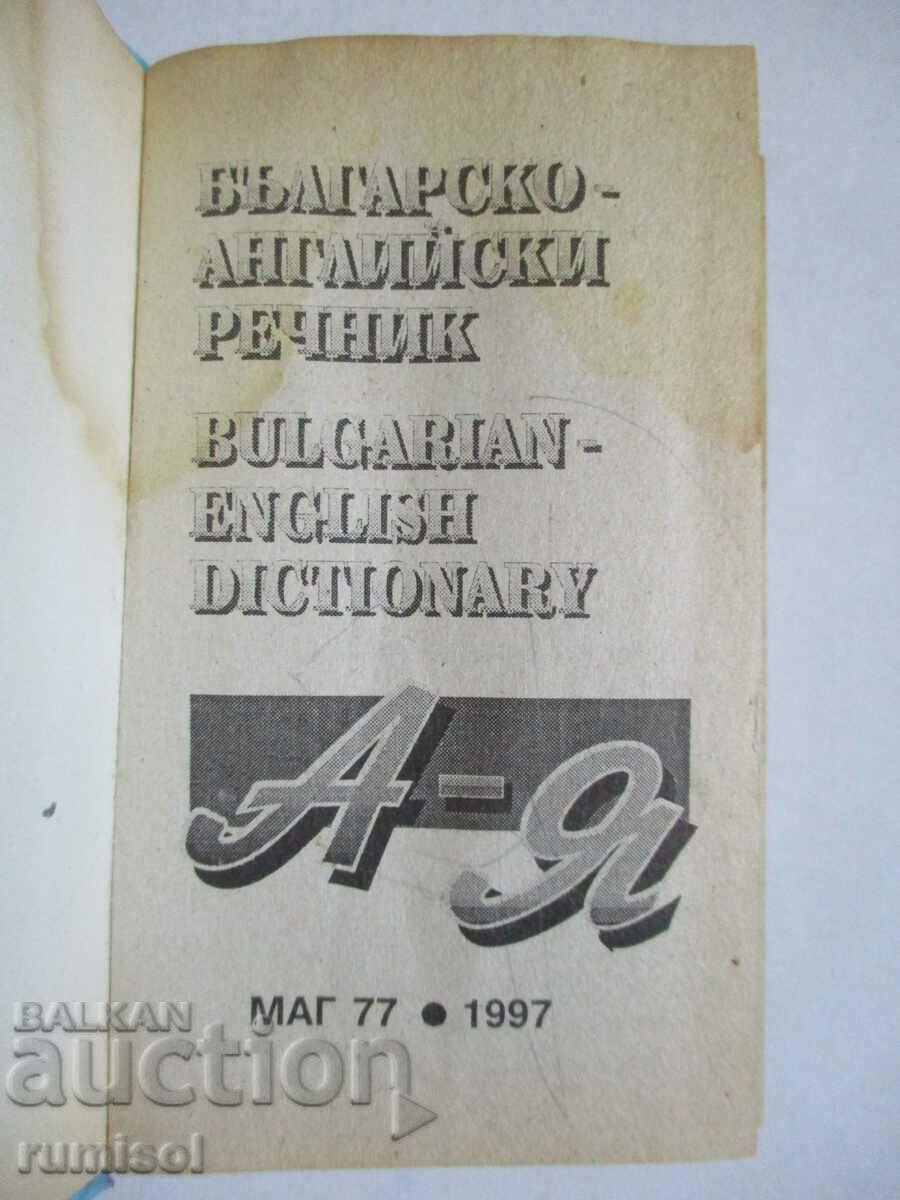 БЪЛГАРСКО-
АНГЛИЙСКИ
РЕЧНИК
BULGARIAN-
ENGLISH
DICTIONARY
А-Я
МАГ 77 ● 1997
BALKAN
auction
rumisol